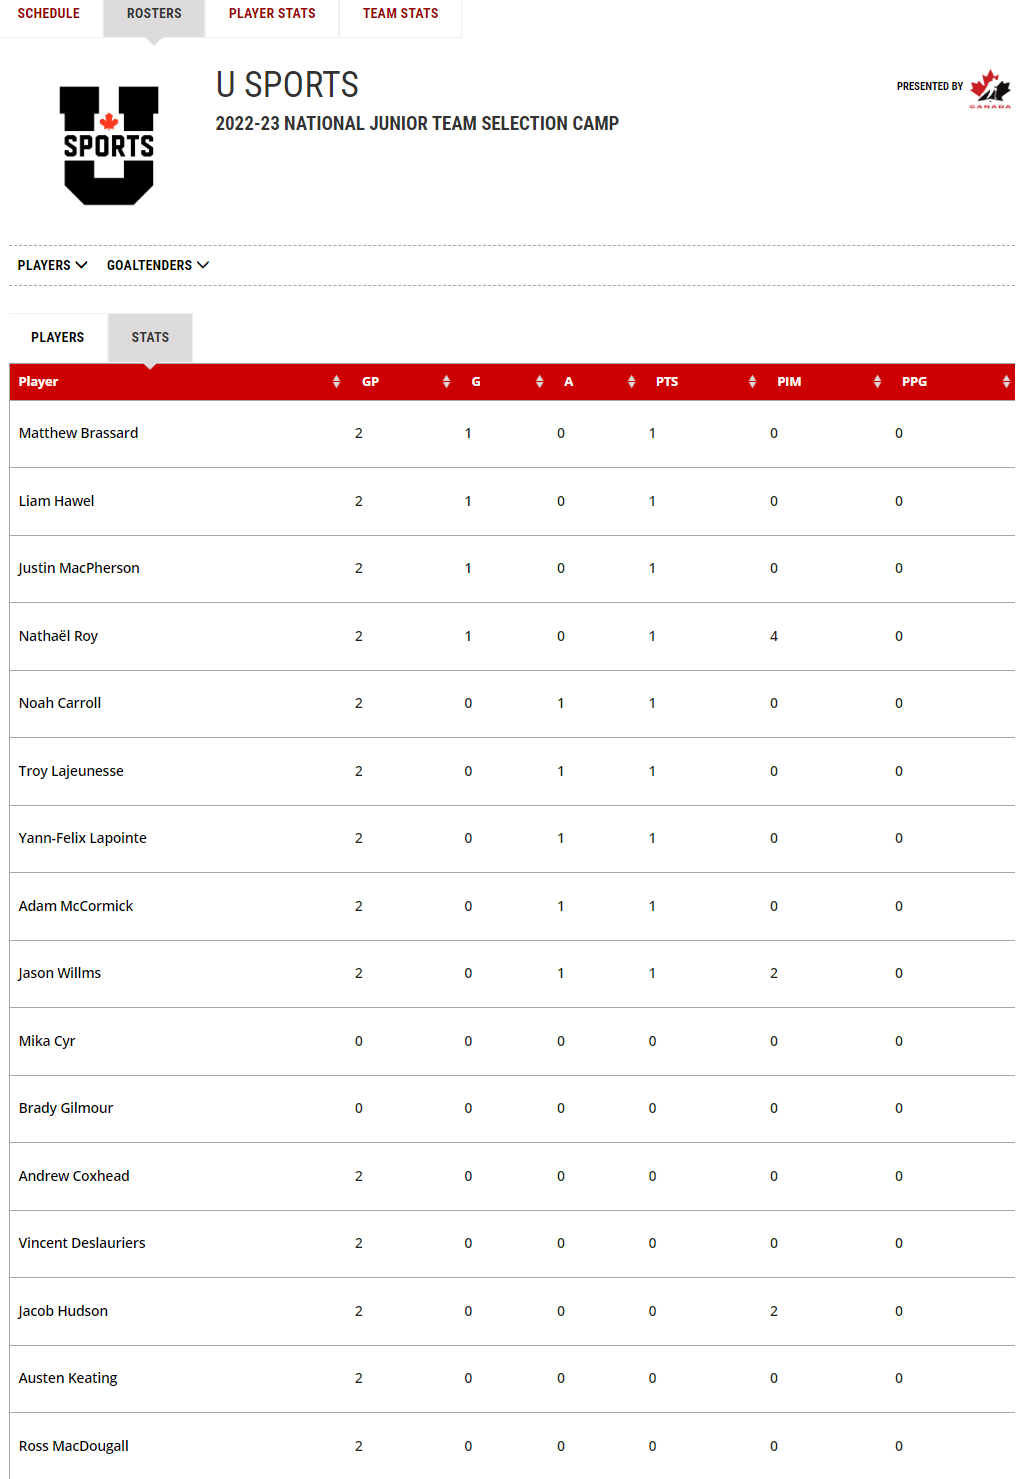 SCHEDULE ROSTERS PLAYER STATS TEAM STATS
U SPORTS
PRESENTED BY
CANADA
2022-23 NATIONAL JUNIOR TEAM SELECTION CAMP
SPORTS
PLAYERS GOALTENDERS
PLAYERS STATS
Player GP G A PTS PIM PPG
Matthew Brassard 2 1 0 1 0 0
Liam Hawel 2 1 0 1 0 0
Justin MacPherson 2 1 0 1 0 0
Nathaël Roy 2 1 0 1 4 0
Noah Carroll 2 0 1 1 0 0
Troy Lajeunesse 2 0 1 1 0 0
Yann-Felix Lapointe 2 0 1 1 0 0
Adam McCormick 2 0 1 1 0 0
Jason Willms 2 0 1 1 2 0
Mika Cyr 0 0 0 0 0 0
Brady Gilmour 0 0 0 0 0 0
Andrew Coxhead 2 0 0 0 0 0
Vincent Deslauriers 2 0 0 0 0 0
Jacob Hudson 2 0 0 0 2 0
Austen Keating 2 0 0 0 0 0
Ross MacDougall 2 0 0 0 0 0